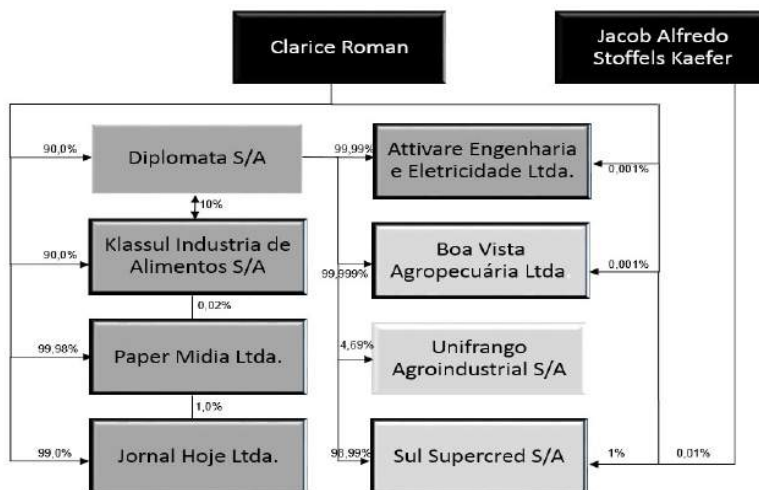 Clarice Roman
Jacob Alfredo
Stoffels Kaefer
90,0%
Diplomata S/A
99,99%
Attivare Engenharia
e Eletricidade Ltda.
0,001%
10%
90,0%
Klassul Industria de
Alimentos S/A
99,999%
Boa Vista
Agropecuária Ltda.
0,001%
0,02%
99,98%
Paper Midia Ltda.
4,69%
Unifrango
Agroindustrial S/A
1,0%
99,0%
Jornal Hoje Ltda.
98,99%
Sul Supercred S/A
1%
0,01%